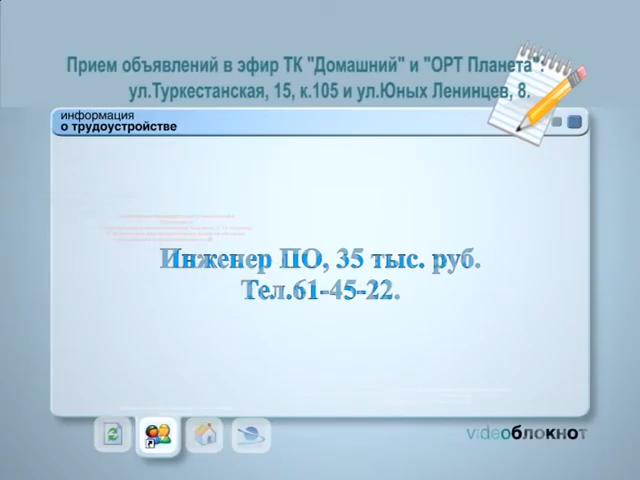 Прием объявлений в эфир ТК "Домашний" и "ОРТ Планета":
ул.Туркестанская, 15, к.105 и ул.Юных Ленинцев, 8.
информация
о трудоустройстве
Инженер ПО, 35 тыс. руб.
Тел.61-45-22.
videoблокнот